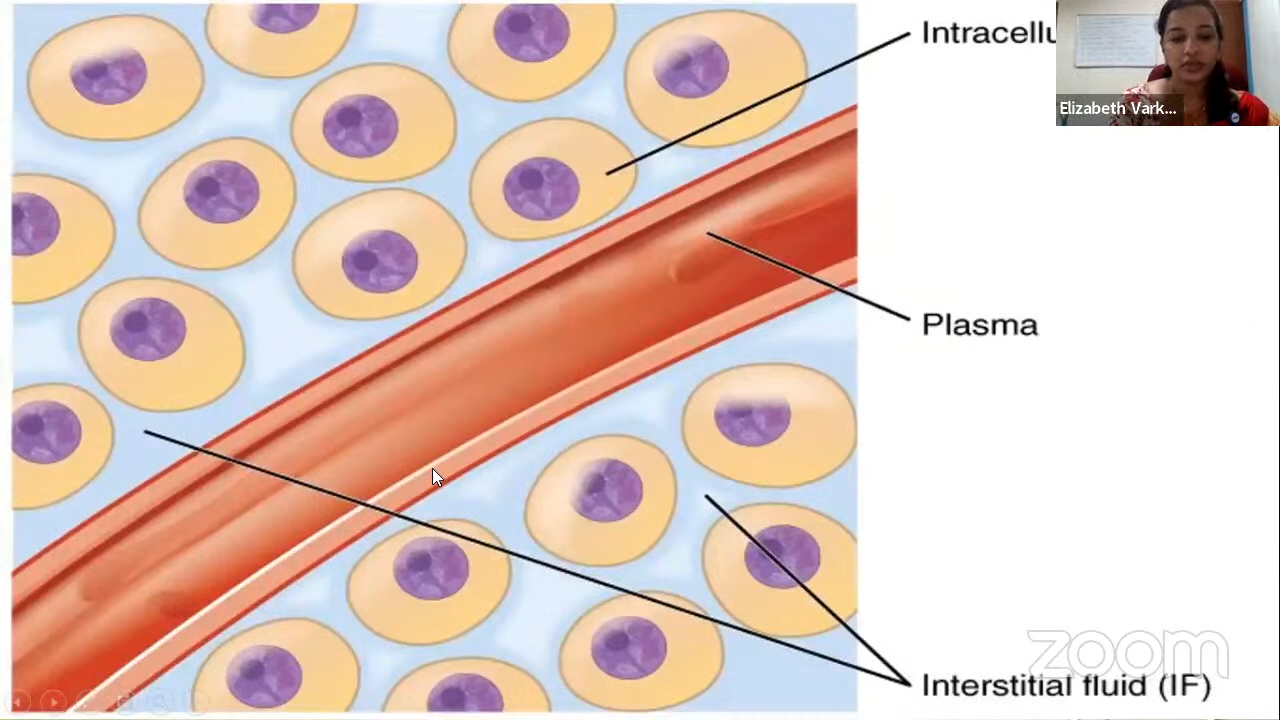 Intracellu
Elizabeth Vark...
Plasma
zoom
Interstitial fluid (IF)